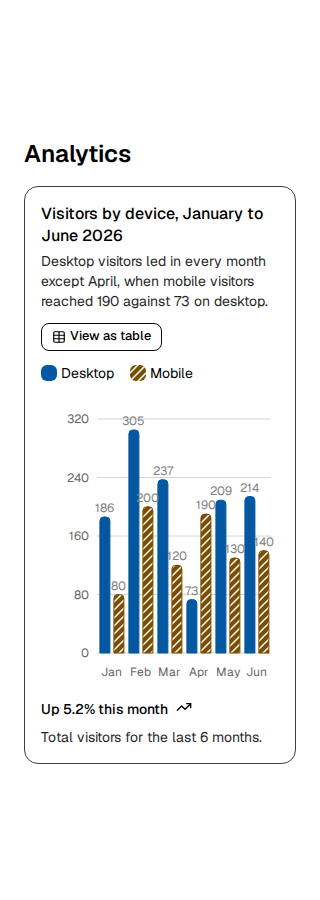 Analytics
Visitors by device, January to
June 2026
Desktop visitors led in every month
except April, when mobile visitors
reached 190 against 73 on desktop.
View as table
Desktop Mobile
320
240
160
80
0
186 80 305 200 237 120 73 190 209 130 214 140
Jan Feb Mar Apr May Jun
Up 5.2% this month
Total visitors for the last 6 months.